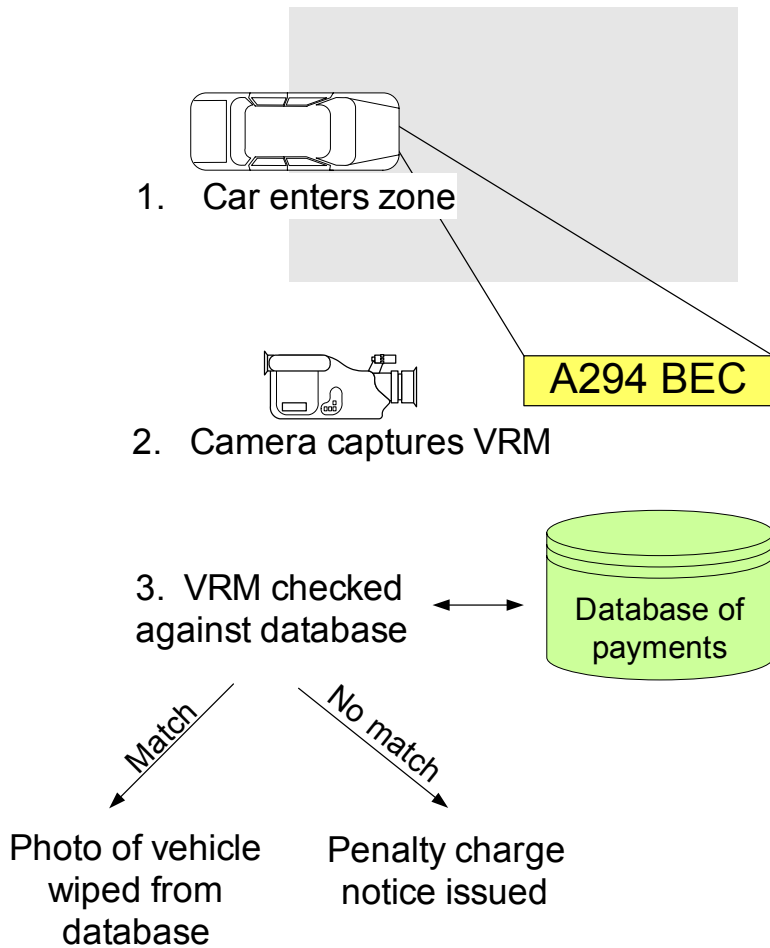 1. Car enters zone
A294 BEC
2. Camera captures VRM
3. VRM checked
against database
Database of
payments
Match
No match
Photo of vehicle
wiped from
database
Penalty charge
notice issued